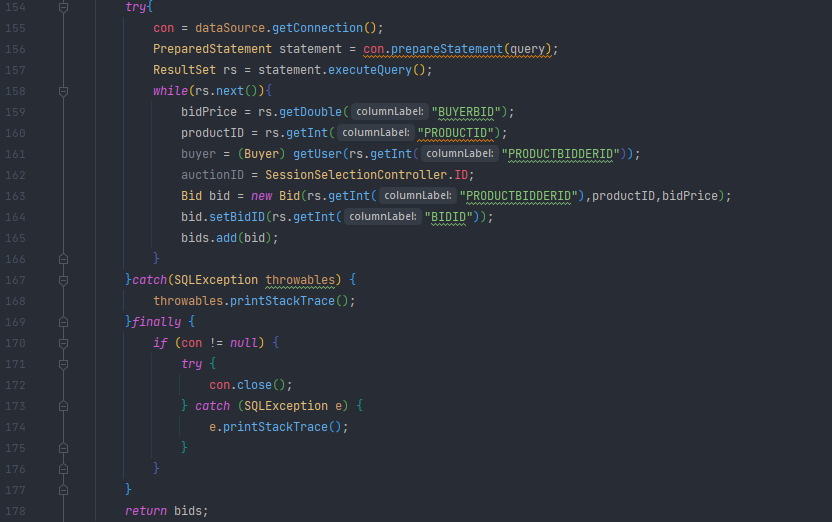 154 try{
155 con = dataSource.getConnection();
156 PreparedStatement statement = con.prepareStatement(query);
157 ResultSet rs = statement.executeQuery();
158 while(rs.next()){
159 bidPrice = rs.getDouble( columnLabel: "BUYERBID");
160 productID = rs.getInt( columnLabel: "PRODUCTID");
161 buyer = (Buyer) getUser(rs.getInt( columnLabel: "PRODUCTBIDDERID"));
162 auctionID = SessionSelectionController.ID;
163 Bid bid = new Bid(rs.getInt( columnLabel: "PRODUCTBIDDERID"),productID,bidPrice);
164 bid.setBidID(rs.getInt( columnLabel: "BIDID"));
165 bids.add(bid);
166 }
167 }catch(SQLException throwables) {
168 throwables.printStackTrace();
169 }finally {
170 if (con != null) {
171 try {
172 con.close();
173 } catch (SQLException e) {
174 e.printStackTrace();
175 }
176 }
177 }
178 return bids;